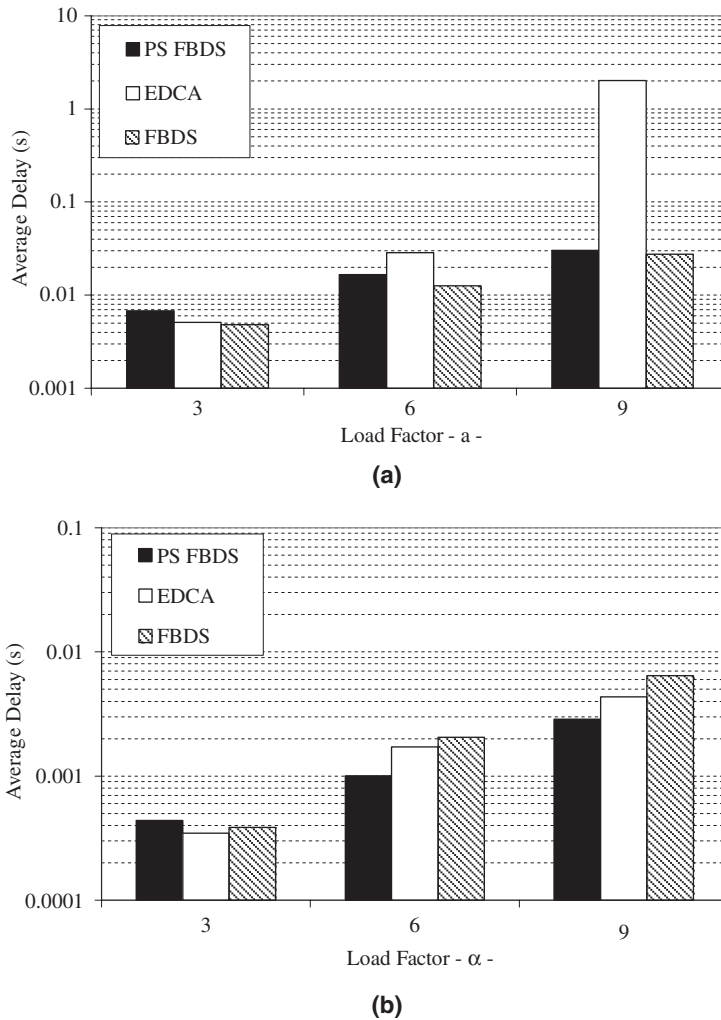 10
1
0.1
0.01
0.001
Average Delay (s)
PS FBDS
EDCA
FBDS
3
6
9
Load Factor - a -
(a)
0.1
0.01
0.001
0.0001
Average Delay (s)
PS FBDS
EDCA
FBDS
3
6
9
Load Factor - α -
(b)